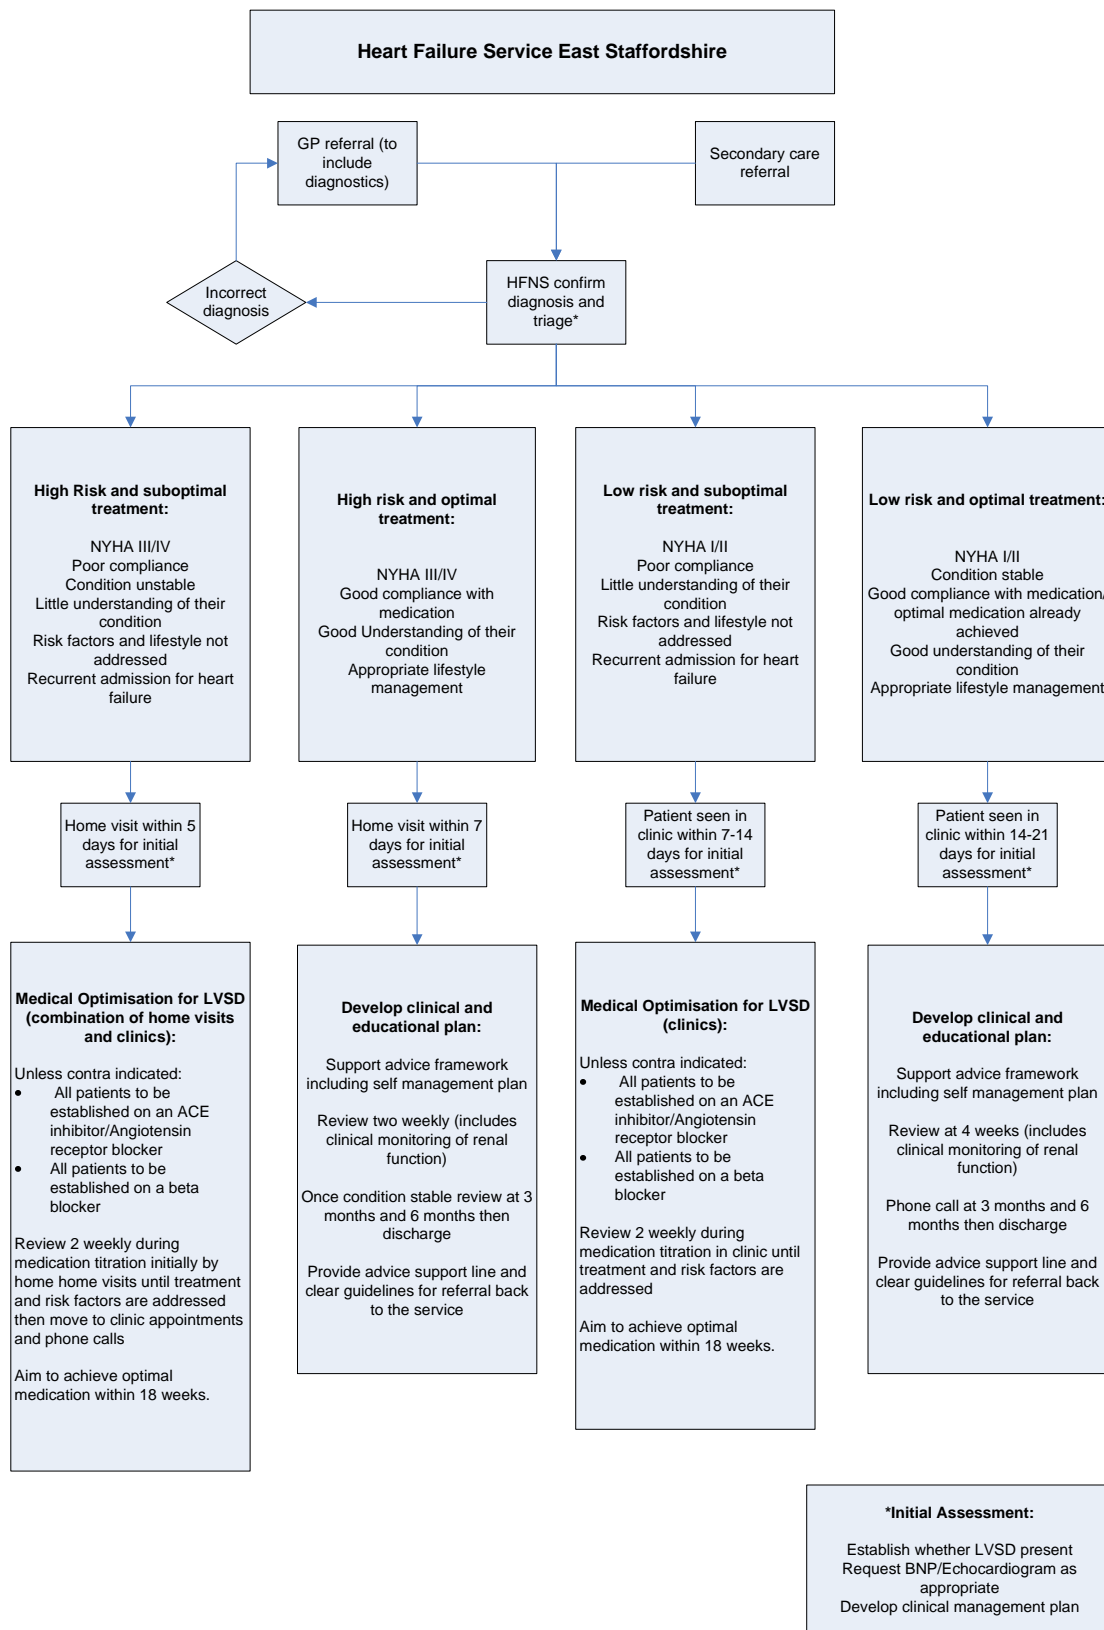 Heart Failure Service East Staffordshire
GP referral (to
include
diagnostics)
Secondary care
referral
Incorrect
diagnosis
HFNS confirm
diagnosis and
triage*
High Risk and suboptimal
treatment:
NYHA III/IV
Poor compliance
Condition unstable
Little understanding of their
condition
Risk factors and lifestyle not
addressed
Recurrent admission for heart
failure
High risk and optimal
treatment:
NYHA III/IV
Good compliance with
medication
Good Understanding of their
condition
Appropriate lifestyle
management
Low risk and suboptimal
treatment:
NYHA I/II
Poor compliance
Little understanding of their
condition
Risk factors and lifestyle not
addressed
Recurrent admission for heart
failure
Low risk and optimal treatment:
NYHA I/II
Condition stable
Good compliance with medication/
optimal medication already
achieved
Good understanding of their
condition
Appropriate lifestyle management
Home visit within 5
days for initial
assessment*
Home visit within 7
days for initial
assessment*
Patient seen in
clinic within 7-14
days for initial
assessment*
Patient seen in
clinic within 14-21
days for initial
assessment*
Medical Optimisation for LVSD
(combination of home visits
and clinics):
Unless contra indicated:
• All patients to be
established on an ACE
inhibitor/Angiotensin
receptor blocker
• All patients to be
established on a beta
blocker
Review 2 weekly during
medication titration initially by
home home visits until treatment
and risk factors are addressed
then move to clinic appointments
and phone calls
Aim to achieve optimal
medication within 18 weeks.
Develop clinical and
educational plan:
Support advice framework
including self management plan
Review two weekly (includes
clinical monitoring of renal
function)
Once condition stable review at 3
months and 6 months then
discharge
Provide advice support line and
clear guidelines for referral back
to the service
Medical Optimisation for LVSD
(clinics):
Unless contra indicated:
• All patients to be
established on an ACE
inhibitor/Angiotensin
receptor blocker
• All patients to be
established on a beta
blocker
Review 2 weekly during
medication titration in clinic until
treatment and risk factors are
addressed
Aim to achieve optimal
medication within 18 weeks.
Develop clinical and
educational plan:
Support advice framework
including self management plan
Review at 4 weeks (includes
clinical monitoring of renal
function)
Phone call at 3 months and 6
months then discharge
Provide advice support line and
clear guidelines for referral back
to the service
*Initial Assessment:
Establish whether LVSD present
Request BNP/Echocardiogram as
appropriate
Develop clinical management plan